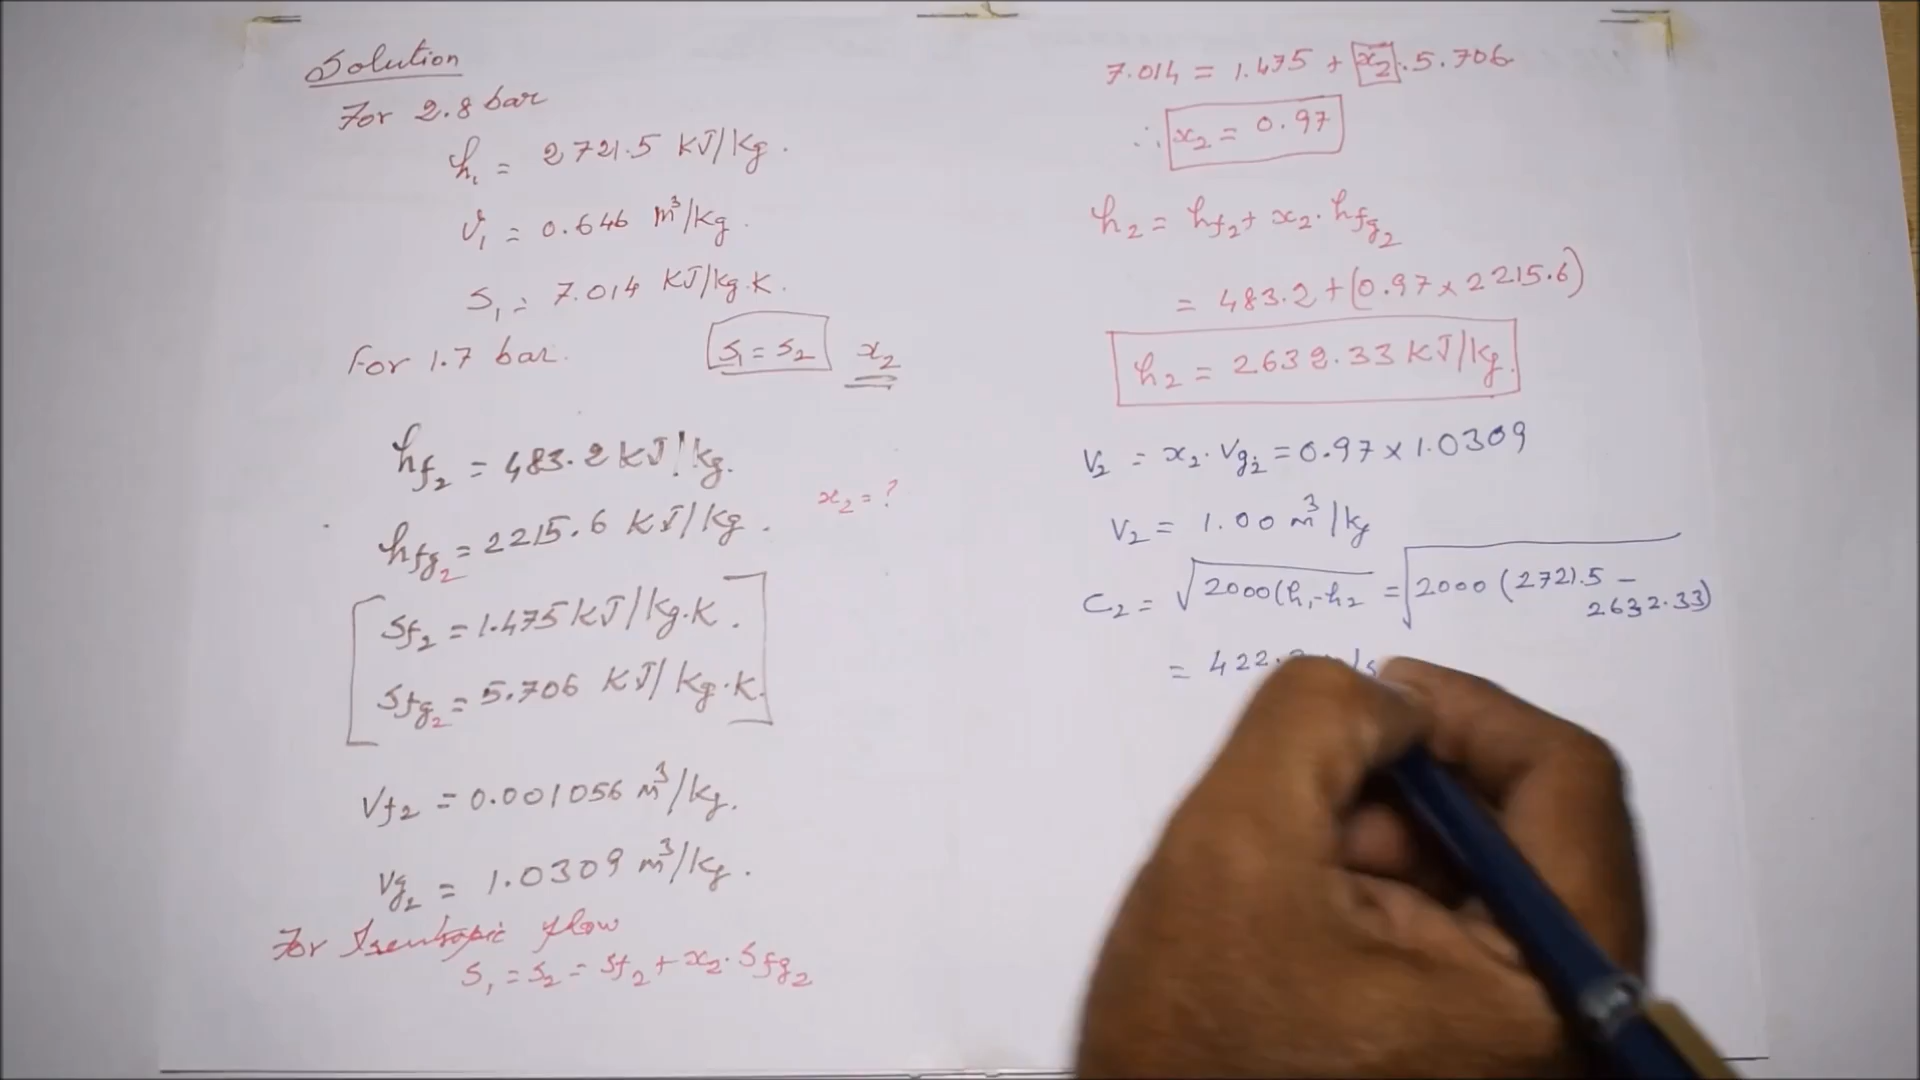 Solution
For 2.8 bar
h₁ = 2721.5 KJ/kg.
v₁ = 0.646 m³/kg.
s₁ = 7.014 KJ/kg.K.
For 1.7 bar. s₁ = s₂ x₂
hf₂ = 483.2 KJ/kg.
x₂ = ?
hfg₂ = 2215.6 KJ/kg.
sf₂ = 1.475 KJ/kg.K.
sfg₂ = 5.706 KJ/kg.K.
Vf₂ = 0.001056 m³/kg.
Vg₂ = 1.0309 m³/kg.
For Isentropic flow
s₁ = s₂ = sf₂ + x₂. sfg₂
7.014 = 1.475 + x₂.5.706.
∴ x₂ = 0.97
h₂ = hf₂ + x₂. hfg₂
= 483.2 + (0.97 × 2215.6)
h₂ = 2632.33 KJ/kg.
V₂ = x₂. Vg₂ = 0.97 × 1.0309
V₂ = 1.00 m³/kg
C₂ = √2000(h₁-h₂ = √2000 (2721.5 -
2632.33)
= 422.